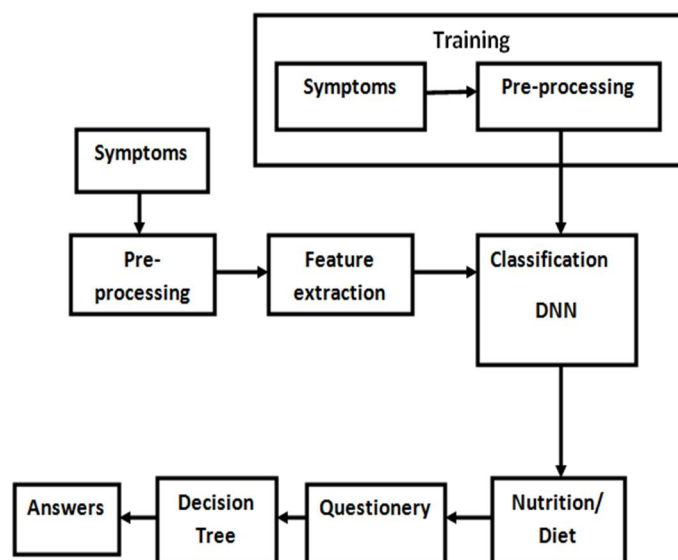 Training
Symptoms
Pre-processing
Symptoms
Pre-
processing
Feature
extraction
Classification
DNN
Answers
Decision
Tree
Questionery
Nutrition/
Diet